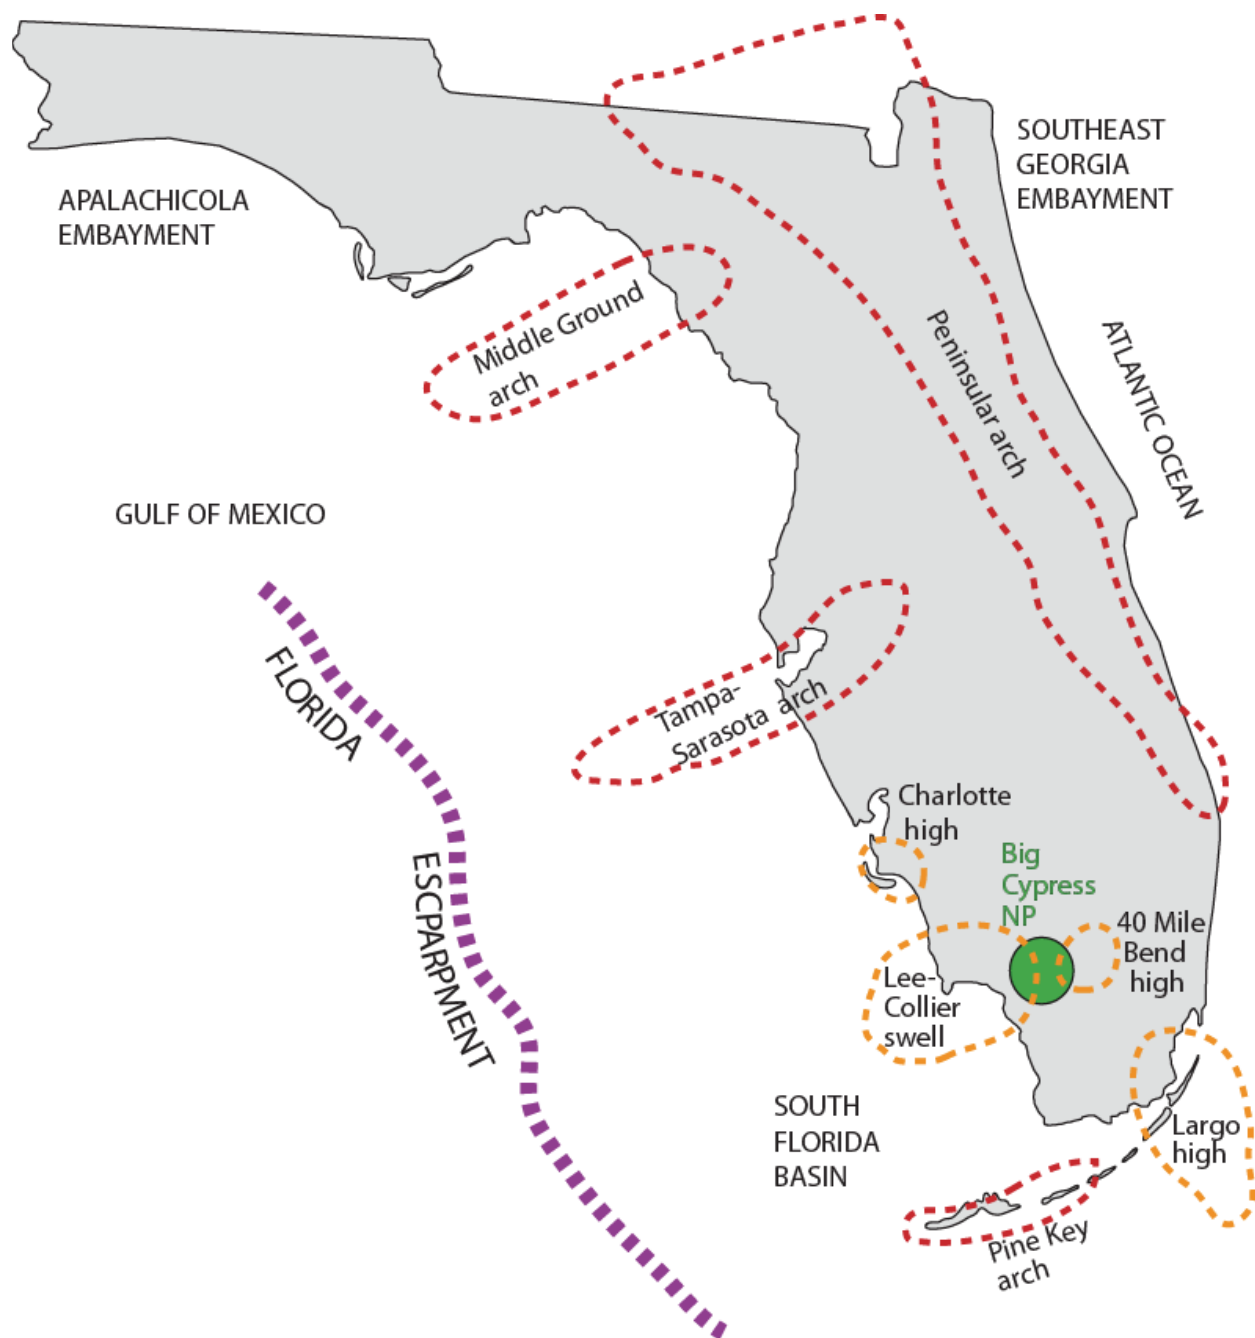 SOUTHEAST
GEORGIA
EMBAYMENT
APALACHICOLA
EMBAYMENT
Middle Ground
arch
Peninsular arch
ATLANTIC OCEAN
GULF OF MEXICO
FLORIDA
ESCPARPMENT
Tampa-
Sarasota arch
Charlotte
high
Big
Cypress
NP
40 Mile
Bend
high
Lee-
Collier
swell
SOUTH
FLORIDA
BASIN
Largo
high
Pine Key
arch